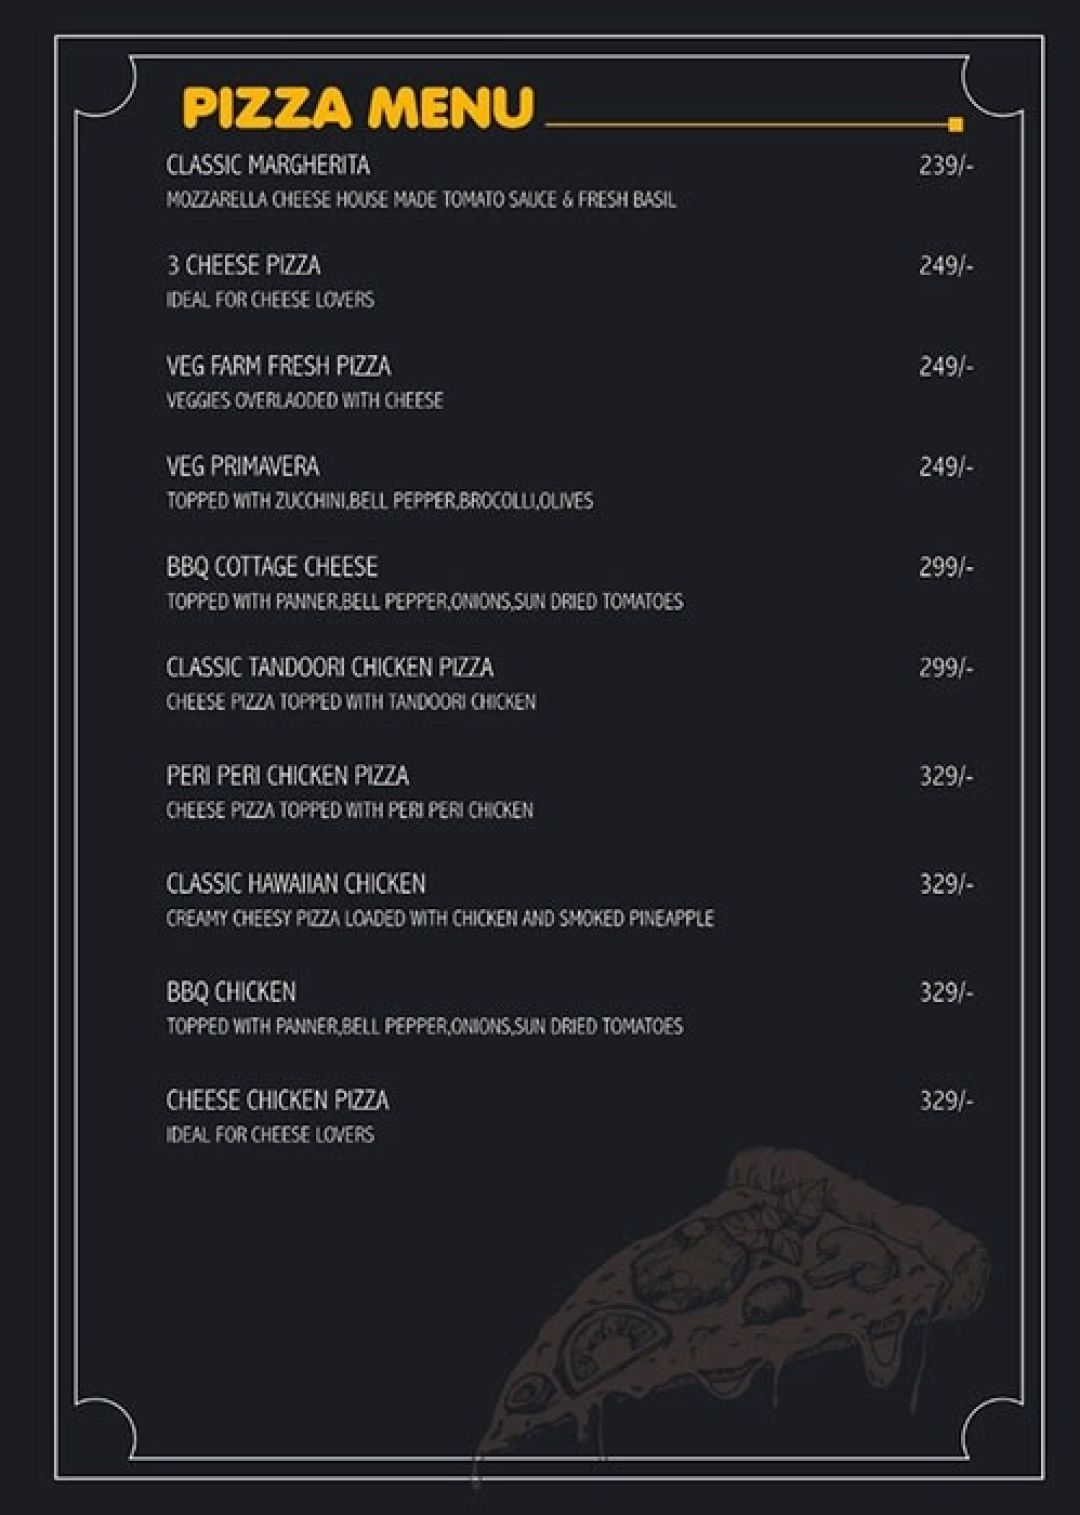 PIZZA MENU
CLASSIC MARGHERITA 239/-
MOZZARELLA CHEESE HOUSE MADE TOMATO SAUCE & FRESH BASIL
3 CHEESE PIZZA 249/-
IDEAL FOR CHEESE LOVERS
VEG FARM FRESH PIZZA 249/-
VEGGIES OVERLAODED WITH CHEESE
VEG PRIMAVERA 249/-
TOPPED WITH ZUCCHINI,BELL PEPPER,BROCOLLI,OLIVES
BBQ COTTAGE CHEESE 299/-
TOPPED WITH PANNER,BELL PEPPER,ONIONS,SUN DRIED TOMATOES
CLASSIC TANDOORI CHICKEN PIZZA 299/-
CHEESE PIZZA TOPPED WITH TANDOORI CHICKEN
PERI PERI CHICKEN PIZZA 329/-
CHEESE PIZZA TOPPED WITH PERI PERI CHICKEN
CLASSIC HAWAIIAN CHICKEN 329/-
CREAMY CHEESY PIZZA LOADED WITH CHICKEN AND SMOKED PINEAPPLE
BBQ CHICKEN 329/-
TOPPED WITH PANNER,BELL PEPPER,ONIONS,SUN DRIED TOMATOES
CHEESE CHICKEN PIZZA 329/-
IDEAL FOR CHEESE LOVERS